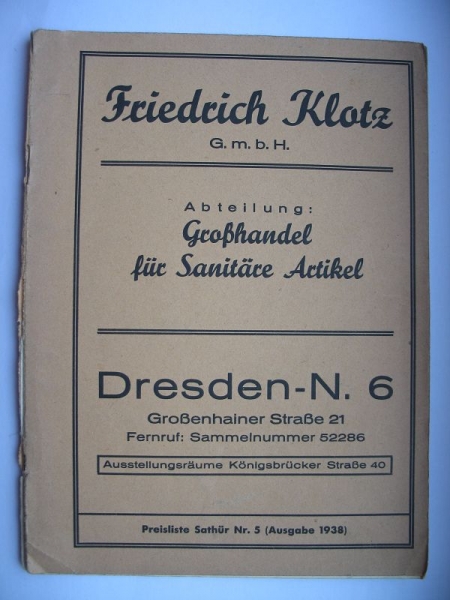 Friedrich Klotz
G. m. b. H.
Abteilung:
Großhandel
für Sanitäre Artikel
Dresden-N. 6
Großenhainer Straße 21
Fernruf: Sammelnummer 52286
Ausstellungsräume Königsbrücker Straße 40
Preisliste Sathür Nr. 5 (Ausgabe 1938)